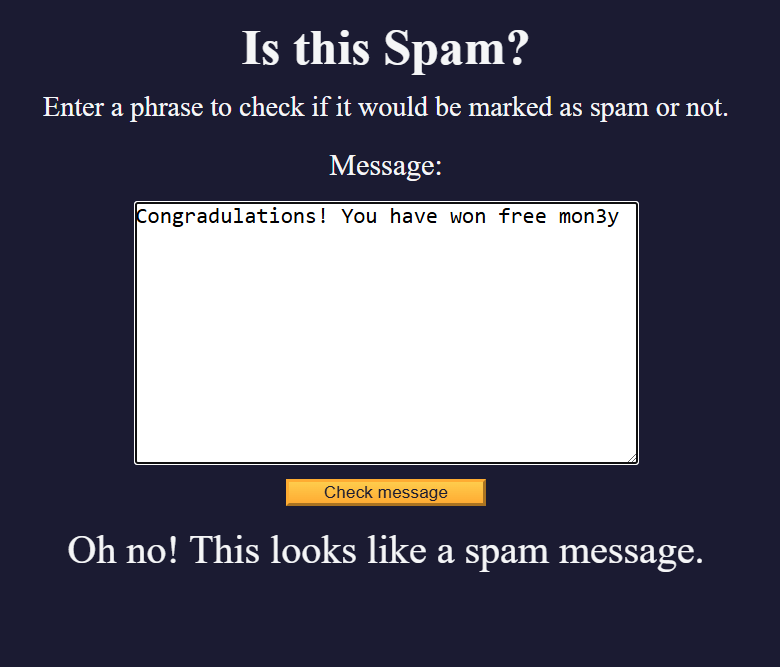 Is this Spam?
Enter a phrase to check if it would be marked as spam or not.
Message:
Congradulations! You have won free mon3y
Check message
Oh no! This looks like a spam message.